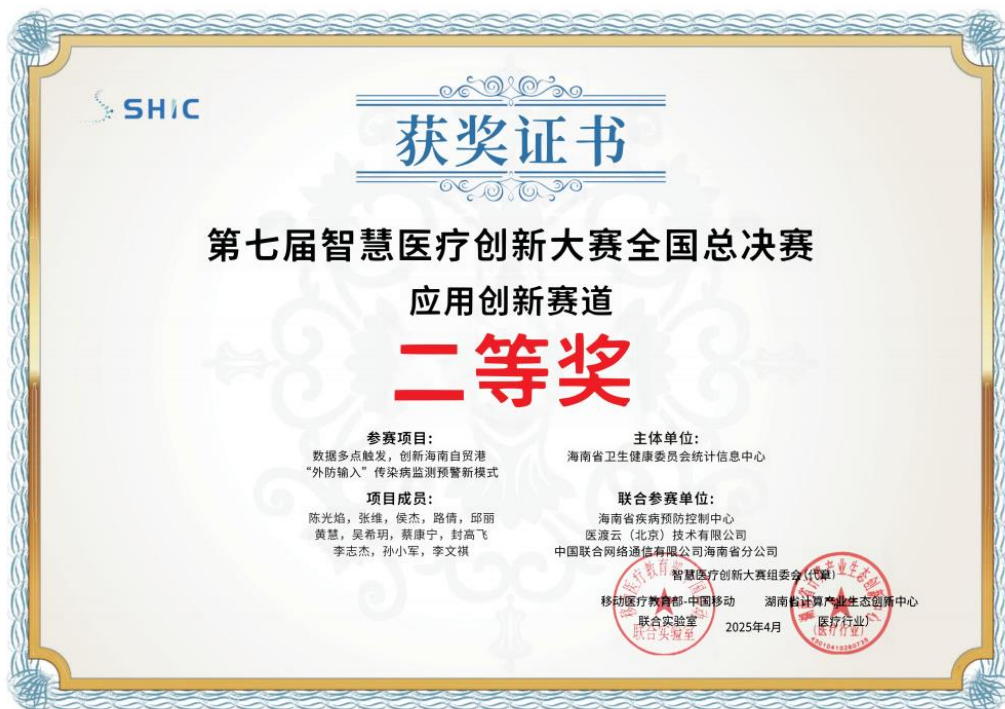 SHIC
获奖证书
第七届智慧医疗创新大赛全国总决赛
应用创新赛道
二等奖
参赛项目:
数据多点触发，创新海南自贸港
“外防输入”传染病监测预警新模式
项目成员:
陈光焰，张维，侯杰，路倩，邱丽
黄慧，吴希玥，蔡康宁，封高飞
李志杰，孙小军，李文祺
主体单位:
海南省卫生健康委员会统计信息中心
联合参赛单位:
海南省疾病预防控制中心
医渡云（北京）技术有限公司
中国联合网络通信有限公司海南省分公司
智慧医疗创新大赛组委会(代章)
移动医疗教育部-中国移动
联合实验室
湖南省计算产业生态创新中心
医疗行业)
2025年4月
联合实验室
(医疗行业)